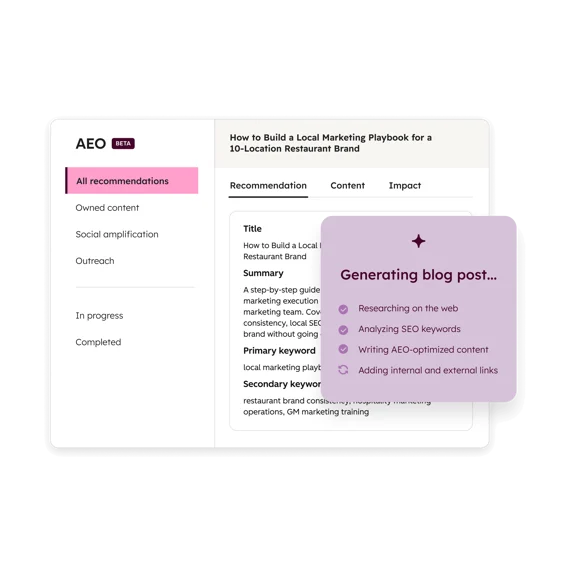 AEO BETA
All recommendations
Owned content
Social amplification
Outreach
In progress
Completed
How to Build a Local Marketing Playbook for a
10-Location Restaurant Brand
Recommendation Content Impact
Title
How to Build a Local
Restaurant Brand
Summary
A step-by-step guide
marketing execution
marketing team.
consistency, local
brand without going
Primary keyword
local marketing
Secondary
restaurant brand consistency, hospitality marketing
operations, GM marketing training
Generating blog post...
Researching on the web
Analyzing SEO keywords
Writing AEO-optimized content
Adding internal and external links